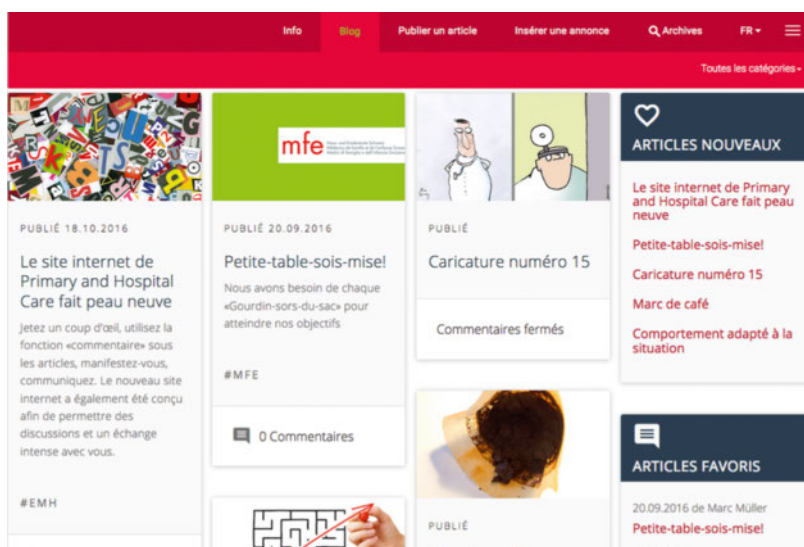 Info Blog Publier un article Insérer une annonce Archives FR
Toutes les catégories
PUBLIÉ 18.10.2016
Le site internet de
Primary and Hospital
Care fait peau neuve
Jetez un coup d'œil, utilisez la
fonction «commentaire» sous
les articles, manifestez-vous,
communiquez. Le nouveau site
internet a également été conçu
afin de permettre des
discussions et un échange
intense avec vous.
#EMH
mfe
PUBLIÉ 20.09.2016
Petite-table-sois-mise!
Nous avons besoin de chaque
«Gourdin-sors-du-sac» pour
atteindre nos objectifs
#MFE
0 Commentaires
PUBLIÉ
Caricature numéro 15
Commentaires fermés
PUBLIÉ
ARTICLES NOUVEAUX
Le site internet de Primary
and Hospital Care fait peau
neuve
Petite-table-sois-mise!
Caricature numéro 15
Marc de café
Comportement adapté à la
situation
ARTICLES FAVORIS
20.09.2016 de Marc Müller
Petite-table-sois-mise!